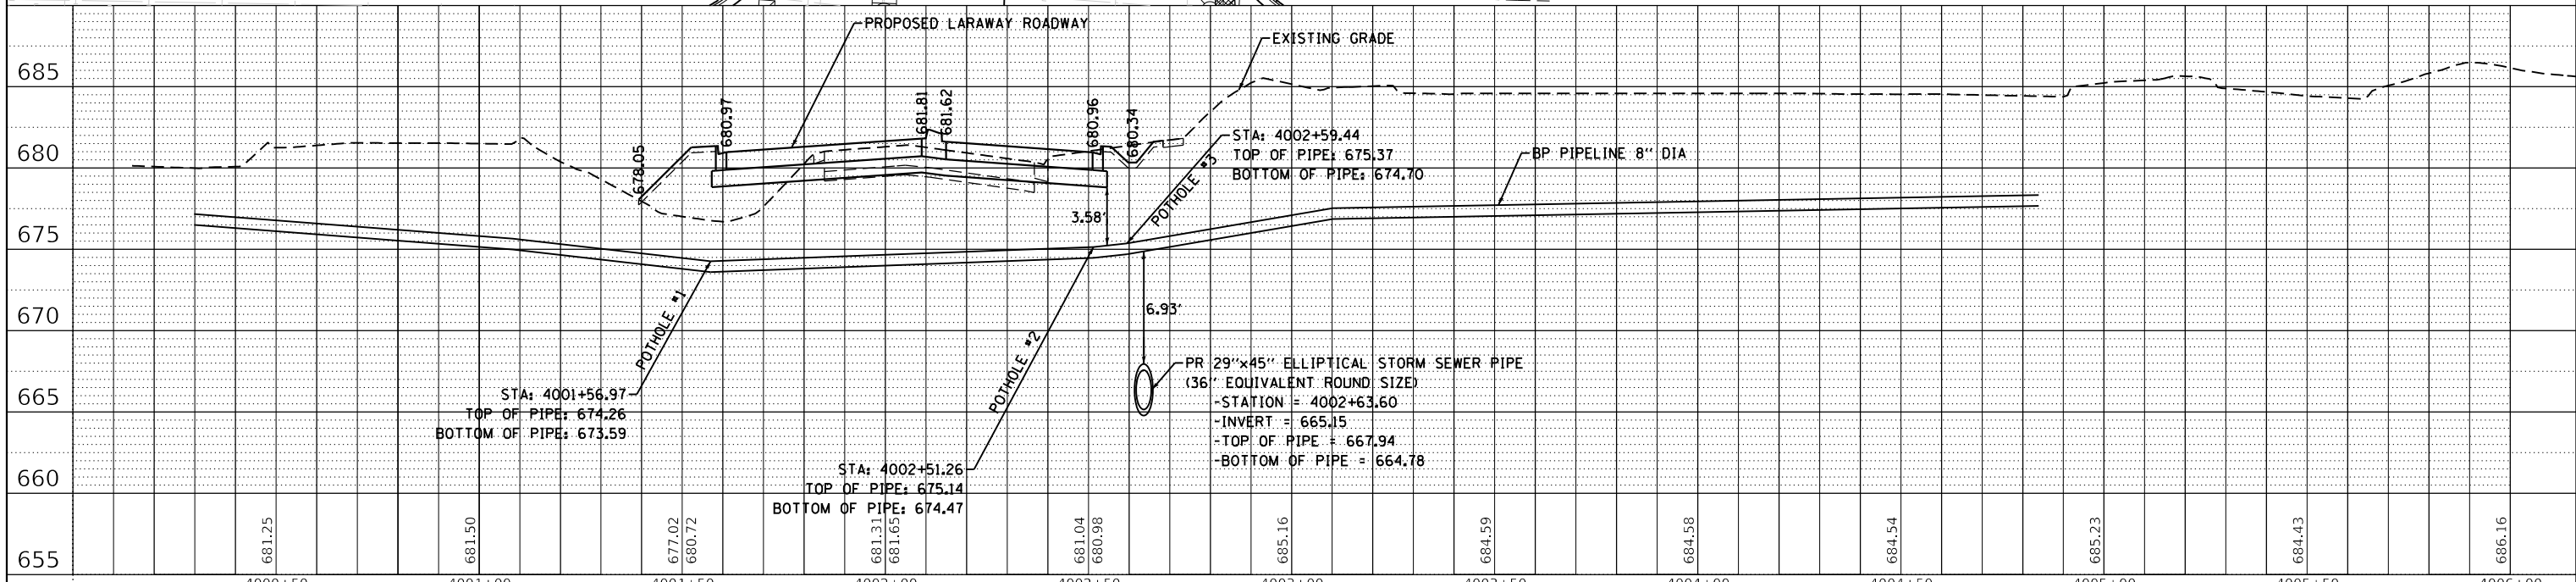 PROPOSED LARAWAY ROADWAY
EXISTING GRADE
685
680
675
670
665
660
655
678.05
680.97
681.81
681.62
680.96
680.34
STA: 4002+59.44
TOP OF PIPE: 675.37
BOTTOM OF PIPE: 674.70
POTHOLE #3
BP PIPELINE 8" DIA
3.58'
6.93'
POTHOLE #1
STA: 4001+56.97
TOP OF PIPE: 674.26
BOTTOM OF PIPE: 673.59
POTHOLE #2
STA: 4002+51.26
TOP OF PIPE: 675.14
BOTTOM OF PIPE: 674.47
PR 29"x45" ELLIPTICAL STORM SEWER PIPE
(36" EQUIVALENT ROUND SIZE)
-STATION = 4002+63.60
-INVERT = 665.15
-TOP OF PIPE = 667.94
-BOTTOM OF PIPE = 664.78
681.25
681.50
677.02
680.72
681.31
681.65
681.04
680.98
685.16
684.59
684.58
684.54
685.23
684.43
686.16